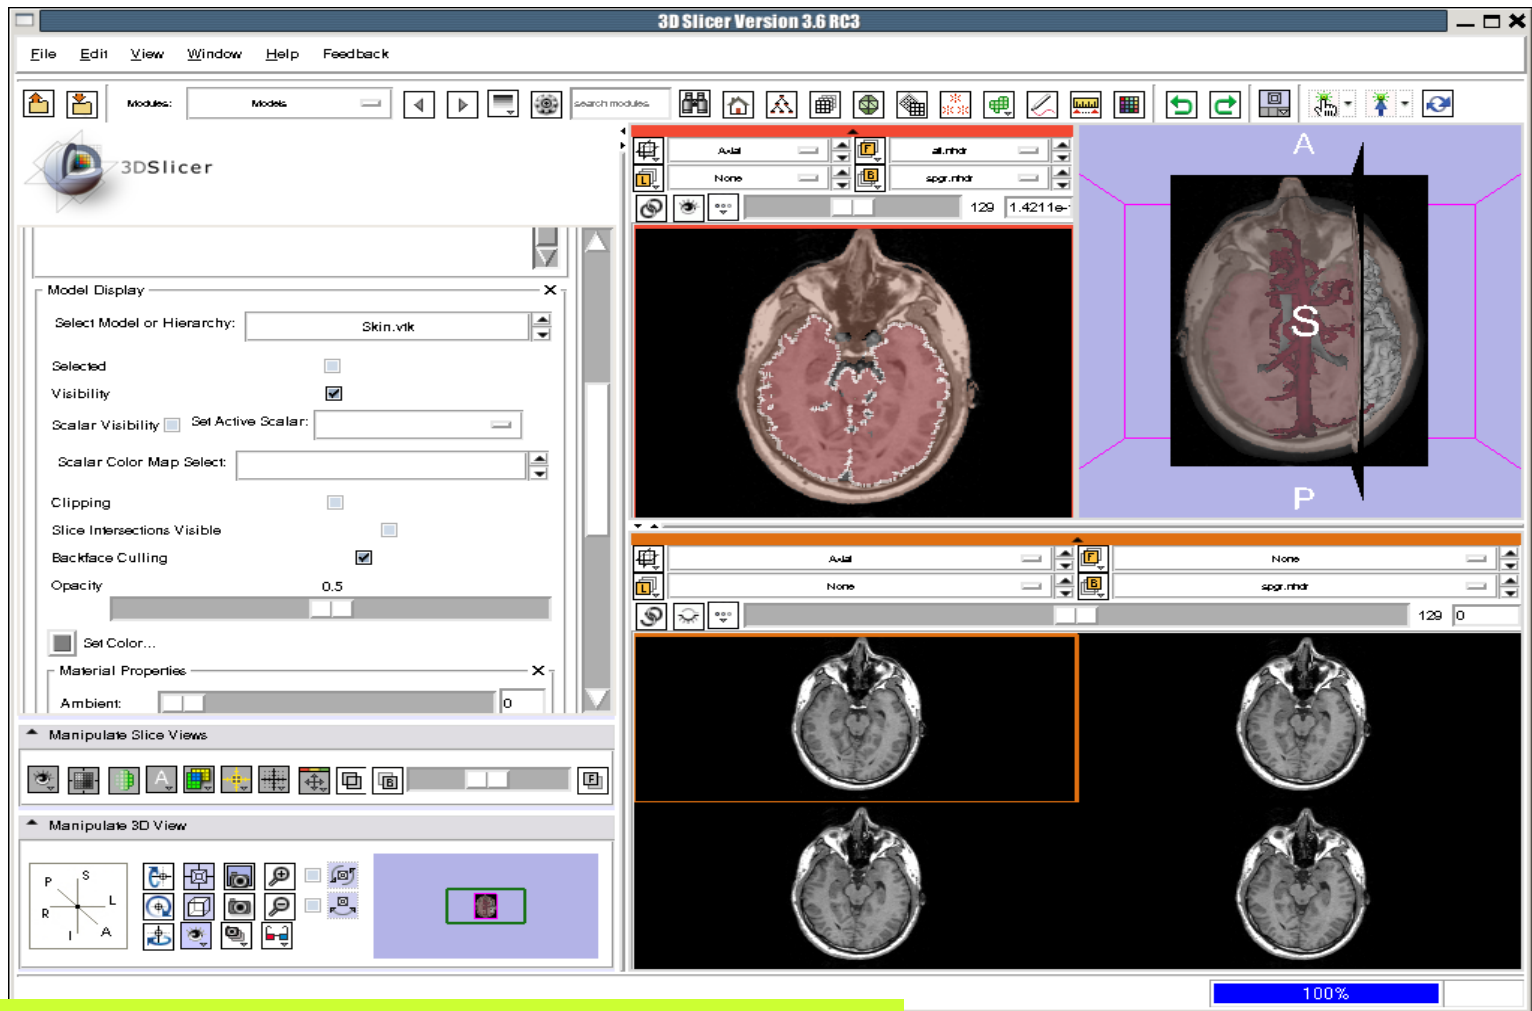 3D Slicer Version 3.6 RC3
File Edit View Window Help Feedback
Modules: Models search modules
3DSlicer
Model Display
Select Model or Hierarchy: Skin.vtk
Selected
Visibility
Scalar Visibility Set Active Scalar:
Scalar Color Map Select:
Clipping
Slice Intersections Visible
Backface Culling
Opacity 0.5
Set Color...
Material Properties
Ambient: 0
Manipulate Slice Views
A B F
Manipulate 3D View
P S
R L
I A
Axial F all.nhdr
L None B spgr.nhdr
129 1.4211e-
A
S
P
Axial F None
L None B spgr.nhdr
129 0
100%